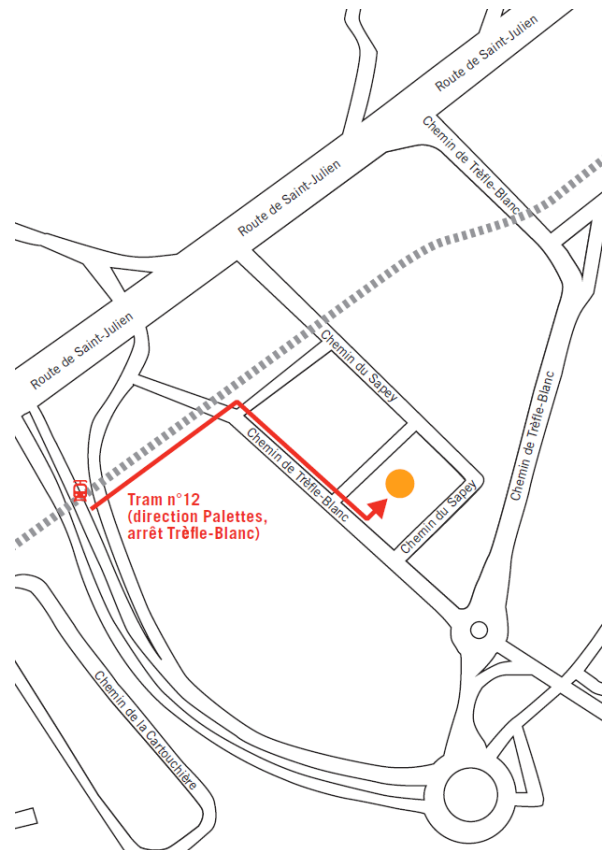 Route de Saint-Julien
Chemin de Trèfle-Blanc
Route de Saint-Julien
Route de Saint-Julien
Chemin du Sapey
Chemin de Trèfle-Blanc
Chemin de Trèfle-Blanc
Chemin du Sapey
Tram n°12
(direction Palettes,
arrêt Trèfle-Blanc)
Chemin de la Cartouchière